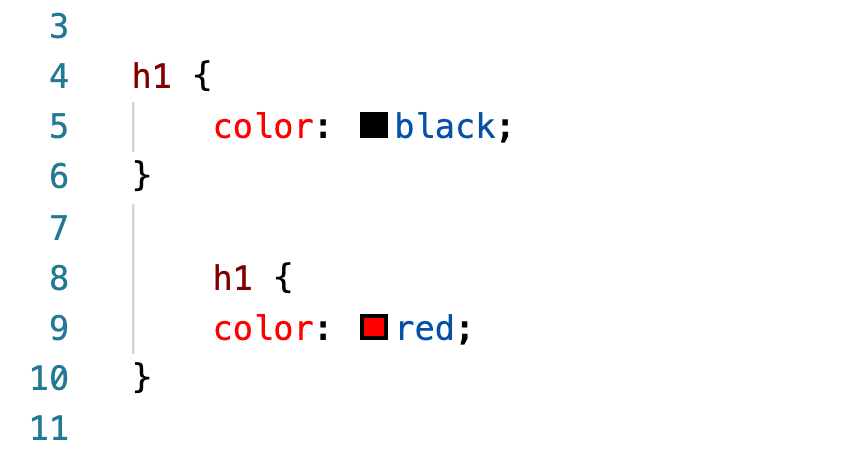 3
4 h1 {
5 color: black;
6 }
7
8 h1 {
9 color: red;
10 }
11